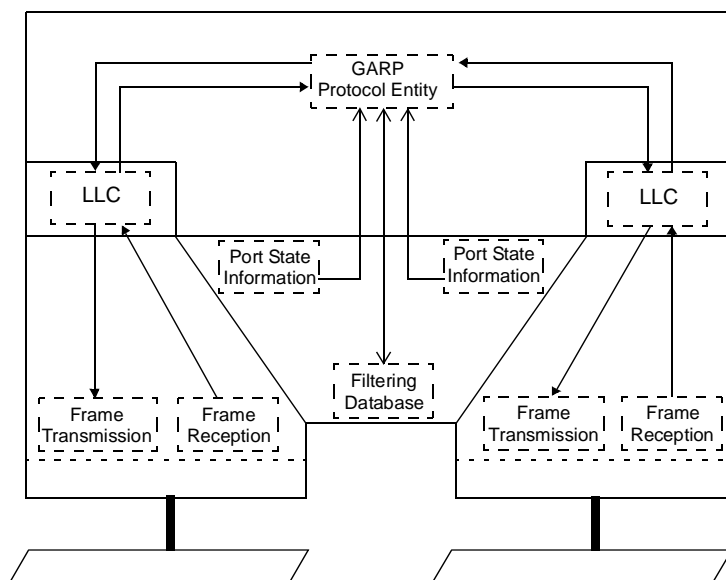 GARP
Protocol Entity
LLC
LLC
Port State
Information
Port State
Information
Filtering
Database
Frame
Transmission
Frame
Reception
Frame
Transmission
Frame
Reception